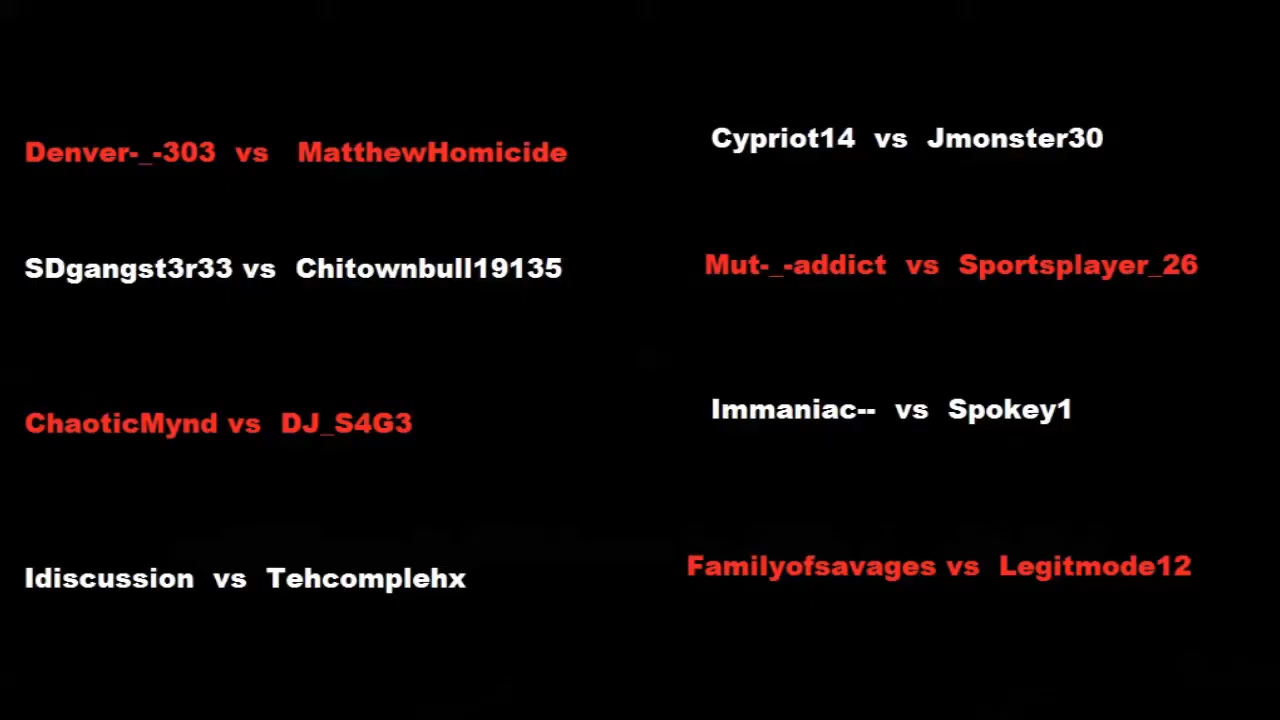 Denver-_-303 vs MatthewHomicide
SDgangst3r33 vs Chitownbull19135
ChaoticMynd vs DJ_S4G3
Idiscussion vs Tehcomplehx
Cypriot14 vs Jmonster30
Mut-_-addict vs Sportsplayer_26
Immaniac-- vs Spokey1
Familyofsavages vs Legitmode12